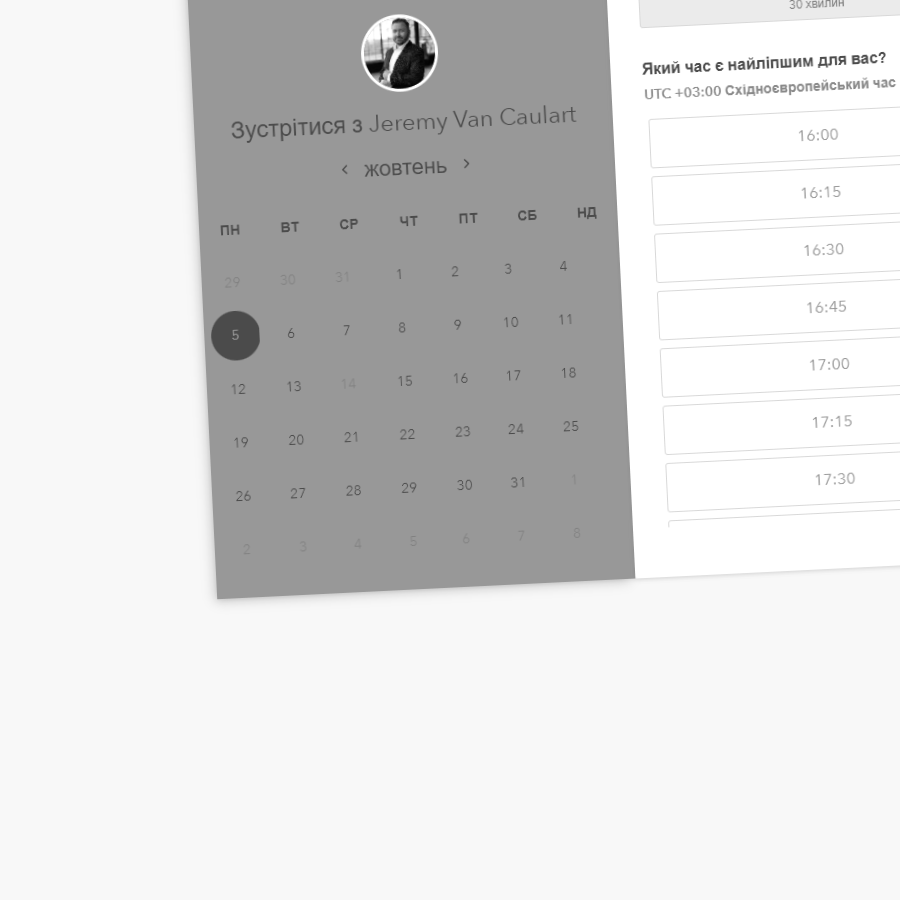 Зустрітися з Jeremy Van Caulart
жовтень
ПН ВТ СР ЧТ ПТ СБ НД
29 30 31 1 2 3 4
5 6 7 8 9 10 11
12 13 14 15 16 17 18
19 20 21 22 23 24 25
26 27 28 29 30 31 1
2 3 4 5 6 7 8
30 хвилин
Який час є найліпшим для вас?
UTC +03:00 Східноєвропейський час
16:00
16:15
16:30
16:45
17:00
17:15
17:30